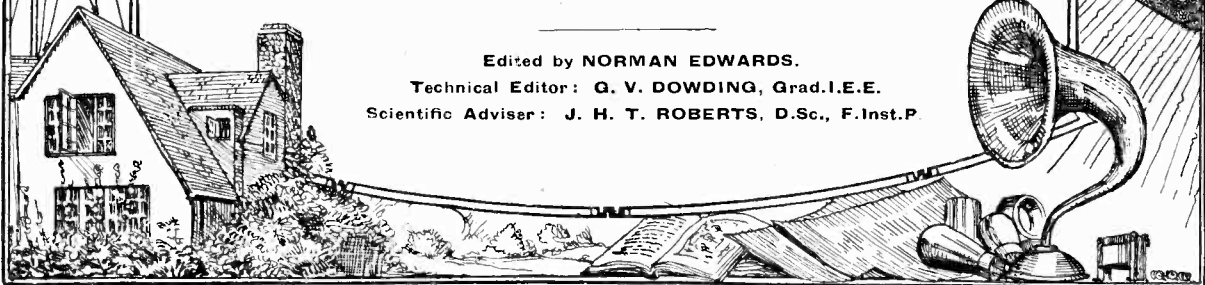 Edited by NORMAN EDWARDS.
Technical Editor: G. V. DOWDING, Grad.I.E.E.
Scientific Adviser: J. H. T. ROBERTS, D.Sc., F.Inst.P